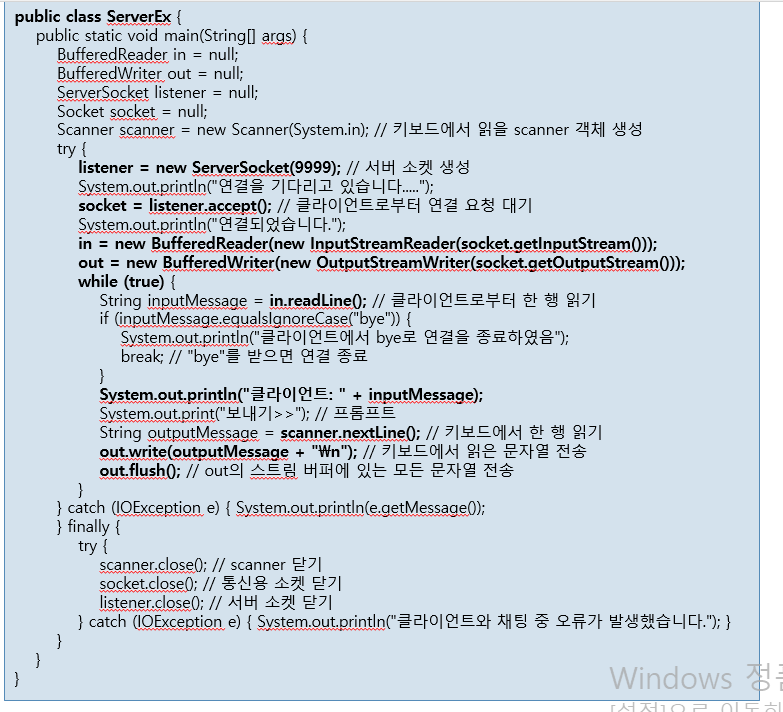 public class ServerEx {
public static void main(String[] args) {
BufferedReader in = null;
BufferedWriter out = null;
ServerSocket listener = null;
Socket socket = null;
Scanner scanner = new Scanner(System.in); // 키보드에서 읽을 scanner 객체 생성
try {
listener = new ServerSocket(9999); // 서버 소켓 생성
System.out.println("연결을 기다리고 있습니다.....");
socket = listener.accept(); // 클라이언트로부터 연결 요청 대기
System.out.println("연결되었습니다.");
in = new BufferedReader(new InputStreamReader(socket.getInputStream()));
out = new BufferedWriter(new OutputStreamWriter(socket.getOutputStream()));
while (true) {
String inputMessage = in.readLine(); // 클라이언트로부터 한 행 읽기
if (inputMessage.equalsIgnoreCase("bye")) {
System.out.println("클라이언트에서 bye로 연결을 종료하였음");
break; // "bye"를 받으면 연결 종료
}
System.out.println("클라이언트: " + inputMessage);
System.out.print("보내기>>"); // 프롬프트
String outputMessage = scanner.nextLine(); // 키보드에서 한 행 읽기
out.write(outputMessage + "₩n"); // 키보드에서 읽은 문자열 전송
out.flush(); // out의 스트림 버퍼에 있는 모든 문자열 전송
}
} catch (IOException e) { System.out.println(e.getMessage());
} finally {
try {
scanner.close(); // scanner 닫기
socket.close(); // 통신용 소켓 닫기
listener.close(); // 서버 소켓 닫기
} catch (IOException e) { System.out.println("클라이언트와 채팅 중 오류가 발생했습니다."); }
}
}
}
Windows 정품